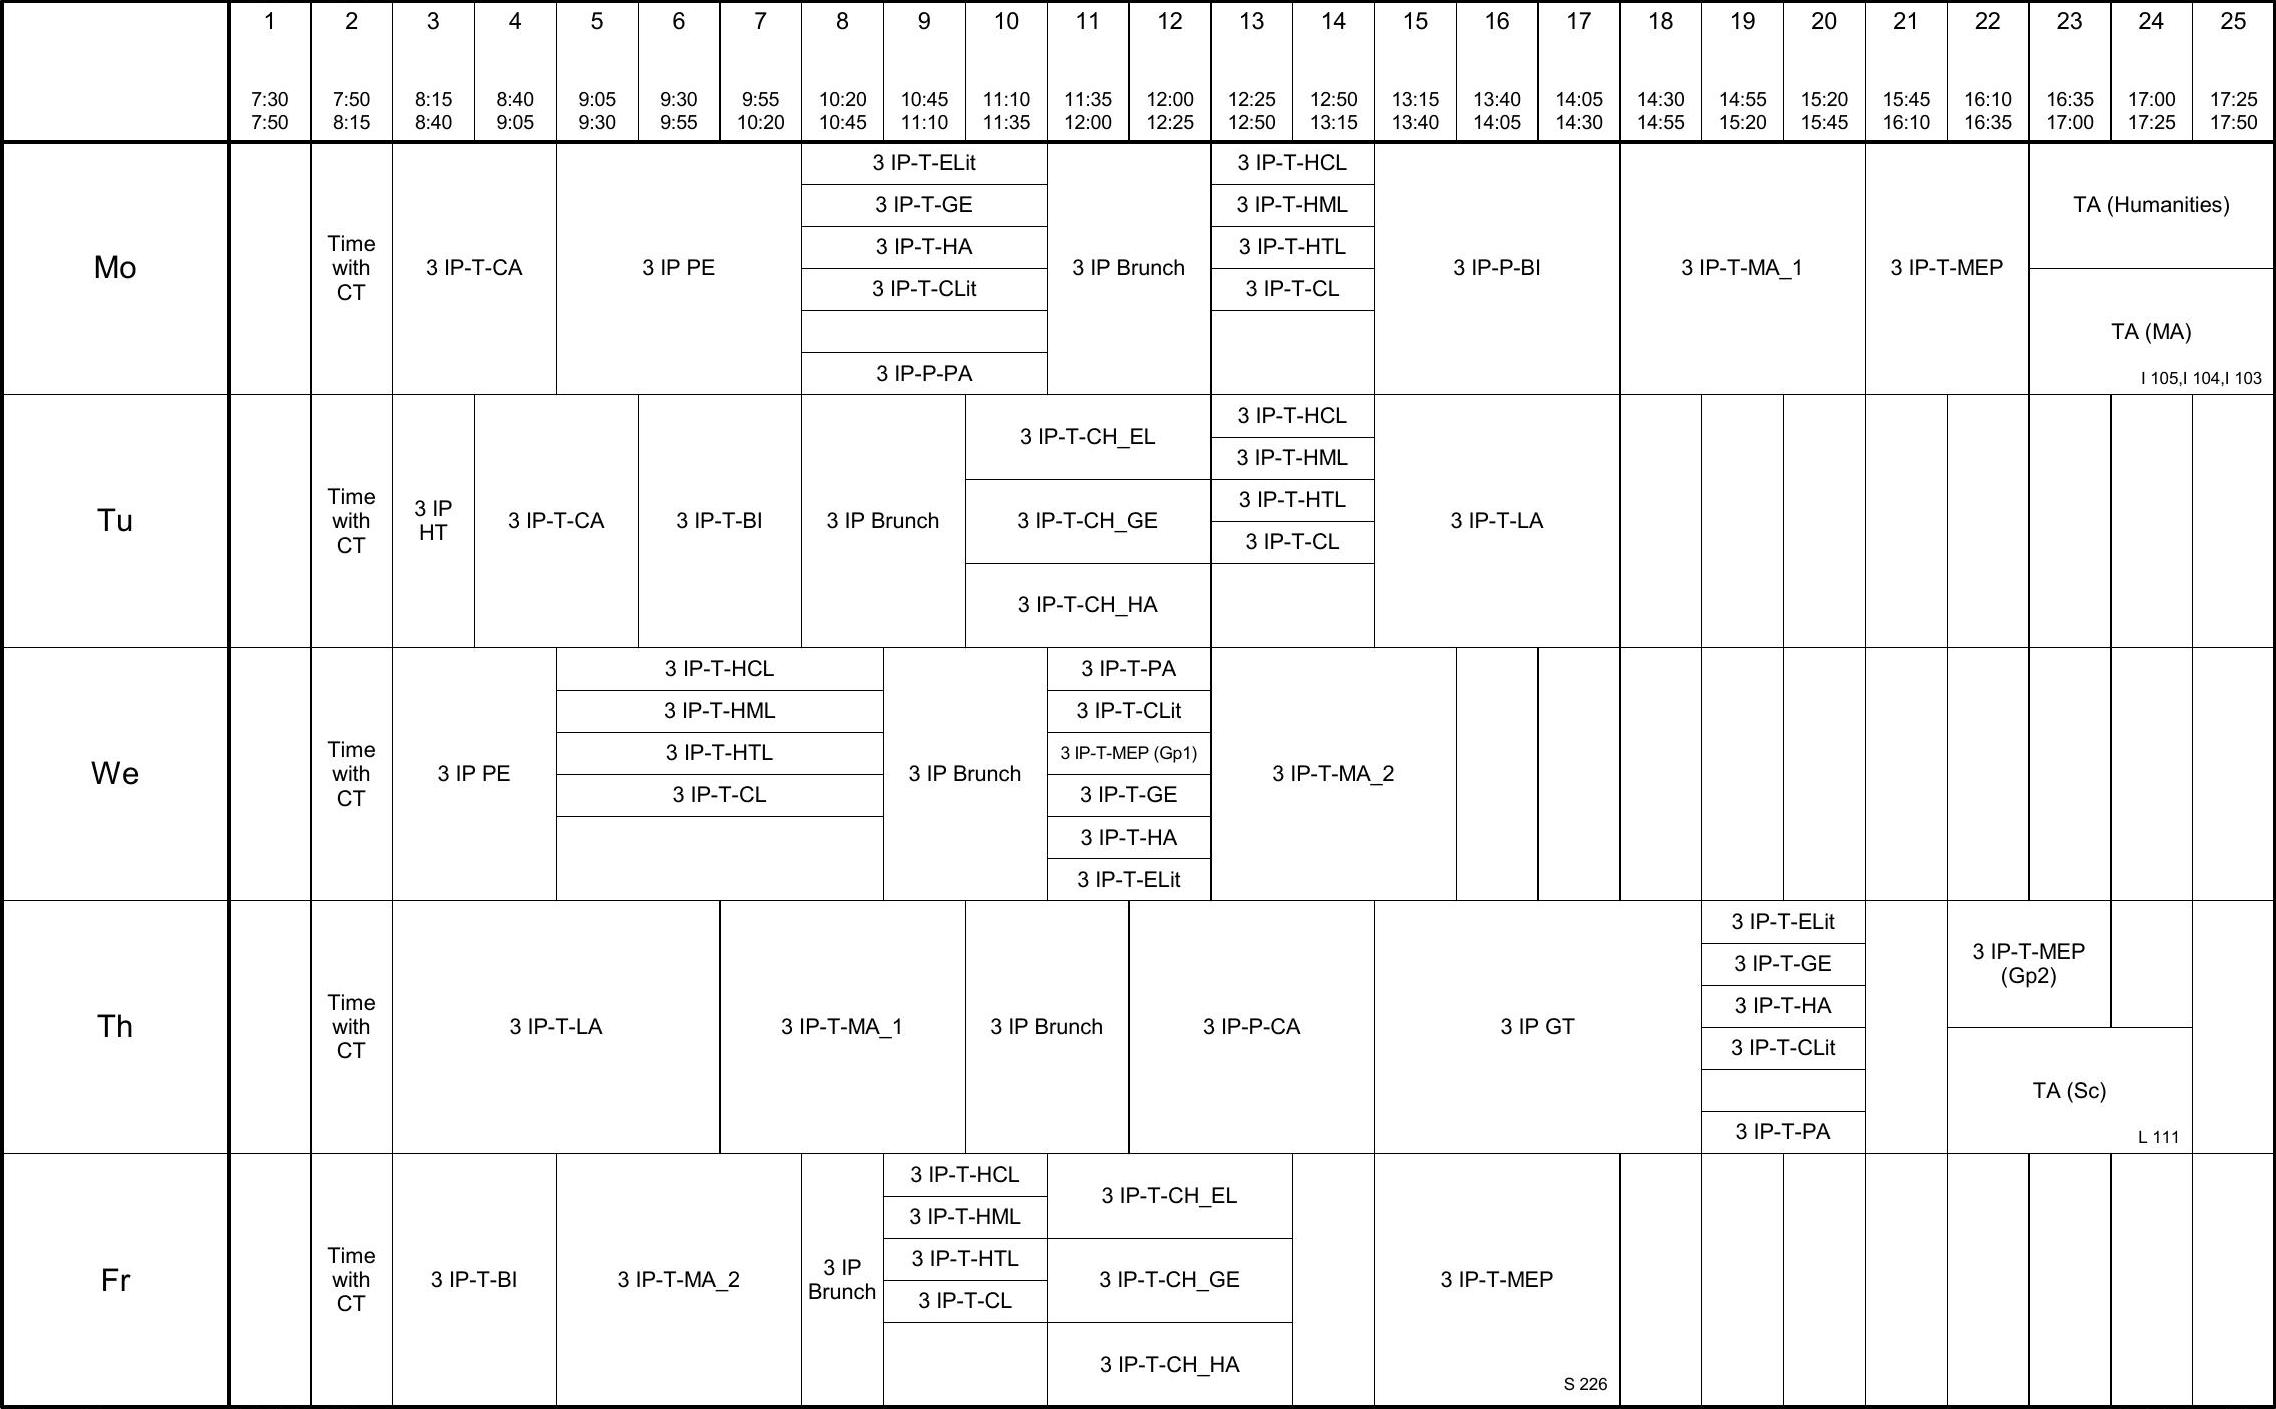 1 2 3 4 5 6 7 8 9 10 11 12 13 14 15 16 17 18 19 20 21 22 23 24 25
7:30 7:50 8:15 8:40 9:05 9:30 9:55 10:20 10:45 11:10 11:35 12:00 12:25 12:50 13:15 13:40 14:05 14:30 14:55 15:20 15:45 16:10 16:35 17:00 17:25
7:50 8:15 8:40 9:05 9:30 9:55 10:20 10:45 11:10 11:35 12:00 12:25 12:50 13:15 13:40 14:05 14:30 14:55 15:20 15:45 16:10 16:35 17:00 17:25 17:50
Mo
Time
with
CT
3 IP-T-CA
3 IP PE
3 IP-T-ELit
3 IP-T-GE
3 IP-T-HA
3 IP-T-CLit
3 IP-P-PA
3 IP Brunch
3 IP-T-HCL
3 IP-T-HML
3 IP-T-HTL
3 IP-T-CL
3 IP-P-BI
3 IP-T-MA_1
3 IP-T-MEP
TA (Humanities)
TA (MA)
I 105,I 104,I 103
Tu
Time
with
CT
3 IP
HT
3 IP-T-CA
3 IP-T-BI
3 IP Brunch
3 IP-T-CH_EL
3 IP-T-CH_GE
3 IP-T-CH_HA
3 IP-T-HCL
3 IP-T-HML
3 IP-T-HTL
3 IP-T-CL
3 IP-T-LA
We
Time
with
CT
3 IP PE
3 IP-T-HCL
3 IP-T-HML
3 IP-T-HTL
3 IP-T-CL
3 IP Brunch
3 IP-T-PA
3 IP-T-CLit
3 IP-T-MEP (Gp1)
3 IP-T-GE
3 IP-T-HA
3 IP-T-ELit
3 IP-T-MA_2
Th
Time
with
CT
3 IP-T-LA
3 IP-T-MA_1
3 IP Brunch
3 IP-P-CA
3 IP GT
3 IP-T-ELit
3 IP-T-GE
3 IP-T-HA
3 IP-T-CLit
3 IP-T-PA
3 IP-T-MEP
(Gp2)
TA (Sc)
L 111
Fr
Time
with
CT
3 IP-T-BI
3 IP-T-MA_2
3 IP
Brunch
3 IP-T-HCL
3 IP-T-HML
3 IP-T-HTL
3 IP-T-CL
3 IP-T-CH_EL
3 IP-T-CH_GE
3 IP-T-CH_HA
3 IP-T-MEP
S 226